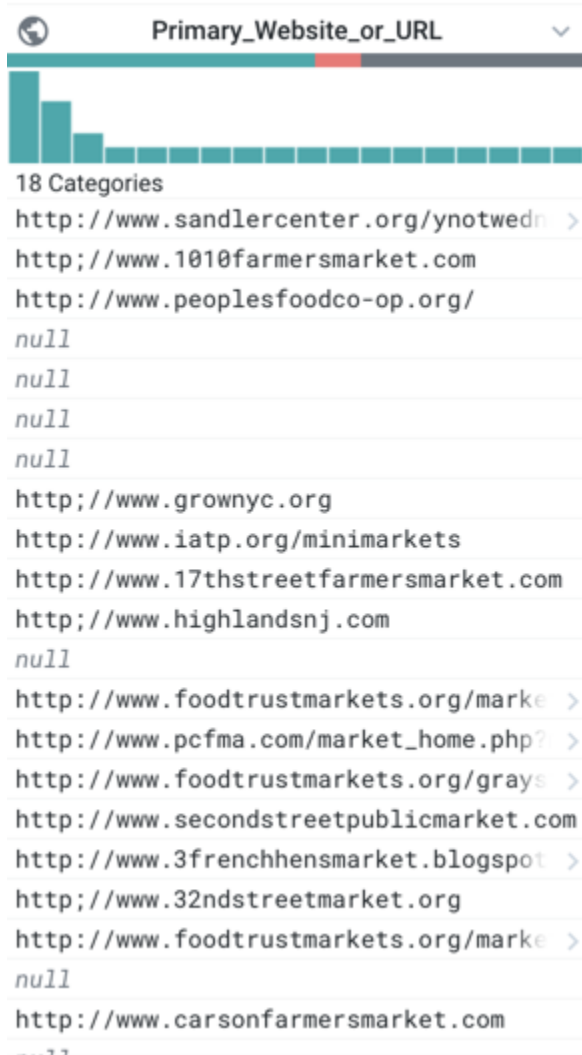 Primary_Website_or_URL
18 Categories
http://www.sandlercenter.org/ynotwedn
http;//www.1010farmersmarket.com
http://www.peoplesfoodco-op.org/
null
null
null
null
http;//www.grownyc.org
http://www.iatp.org/minimarkets
http://www.17thstreetfarmersmarket.com
http;//www.highlandsnj.com
null
http://www.foodtrustmarkets.org/marke
http://www.pcfma.com/market_home.php?
http://www.foodtrustmarkets.org/grays
http://www.secondstreetpublicmarket.com
http://www.3frenchhensmarket.blogspot
http;//www.32ndstreetmarket.org
http://www.foodtrustmarkets.org/marke
null
http://www.carsonfarmersmarket.com